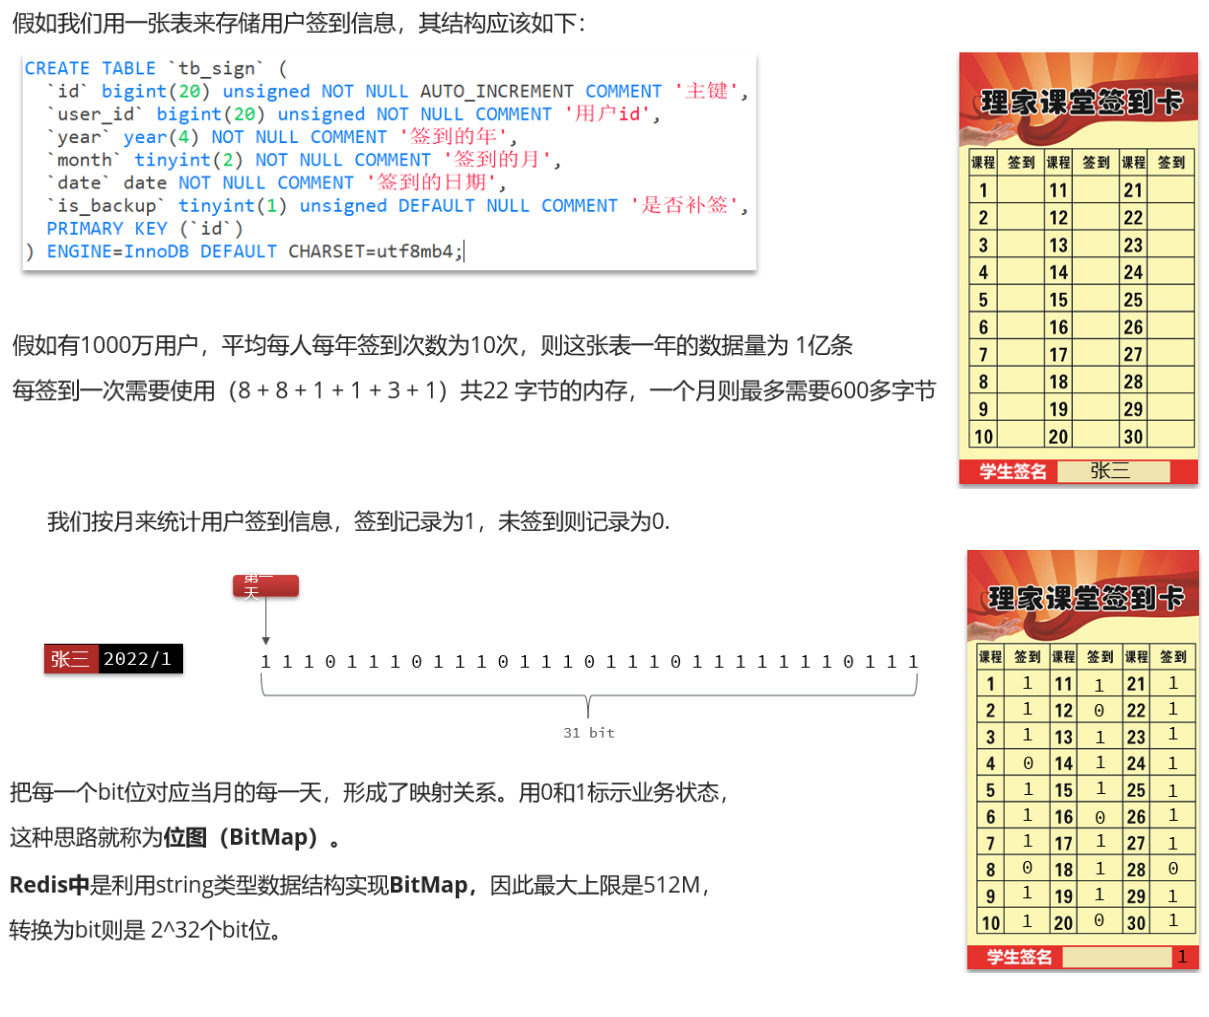 假如我们用一张表来存储用户签到信息，其结构应该如下：
CREATE TABLE `tb_sign` (
`id` bigint(20) unsigned NOT NULL AUTO_INCREMENT COMMENT '主键',
`user_id` bigint(20) unsigned NOT NULL COMMENT '用户id',
`year` year(4) NOT NULL COMMENT '签到的年',
`month` tinyint(2) NOT NULL COMMENT '签到的月',
`date` date NOT NULL COMMENT '签到的日期',
`is_backup` tinyint(1) unsigned DEFAULT NULL COMMENT '是否补签',
PRIMARY KEY (`id`)
) ENGINE=InnoDB DEFAULT CHARSET=utf8mb4;
理家课堂签到卡
课程 签到 课程 签到 课程 签到
1 11 21
2 12 22
3 13 23
4 14 24
5 15 25
6 16 26
7 17 27
8 18 28
9 19 29
10 20 30
学生签名 张三
假如有1000万用户，平均每人每年签到次数为10次，则这张表一年的数据量为 1亿条
每签到一次需要使用（8 + 8 + 1 + 1 + 3 + 1）共22 字节的内存，一个月则最多需要600多字节
我们按月来统计用户签到信息，签到记录为1，未签到则记录为0.
第一
天
张三 2022/1
1 1 1 0 1 1 1 0 1 1 1 0 1 1 1 0 1 1 1 0 1 1 1 1 1 1 1 0 1 1 1
31 bit
理家课堂签到卡
课程 签到 课程 签到 课程 签到
1 1 11 1 21 1
2 1 12 0 22 1
3 1 13 1 23 1
4 0 14 1 24 1
5 1 15 1 25 1
6 1 16 0 26 1
7 1 17 1 27 1
8 0 18 1 28 0
9 1 19 1 29 1
10 1 20 0 30 1
学生签名 1
把每一个bit位对应当月的每一天，形成了映射关系。用0和1标示业务状态，
这种思路就称为位图（BitMap）。
Redis中是利用string类型数据结构实现BitMap，因此最大上限是512M，
转换为bit则是 2^32个bit位。